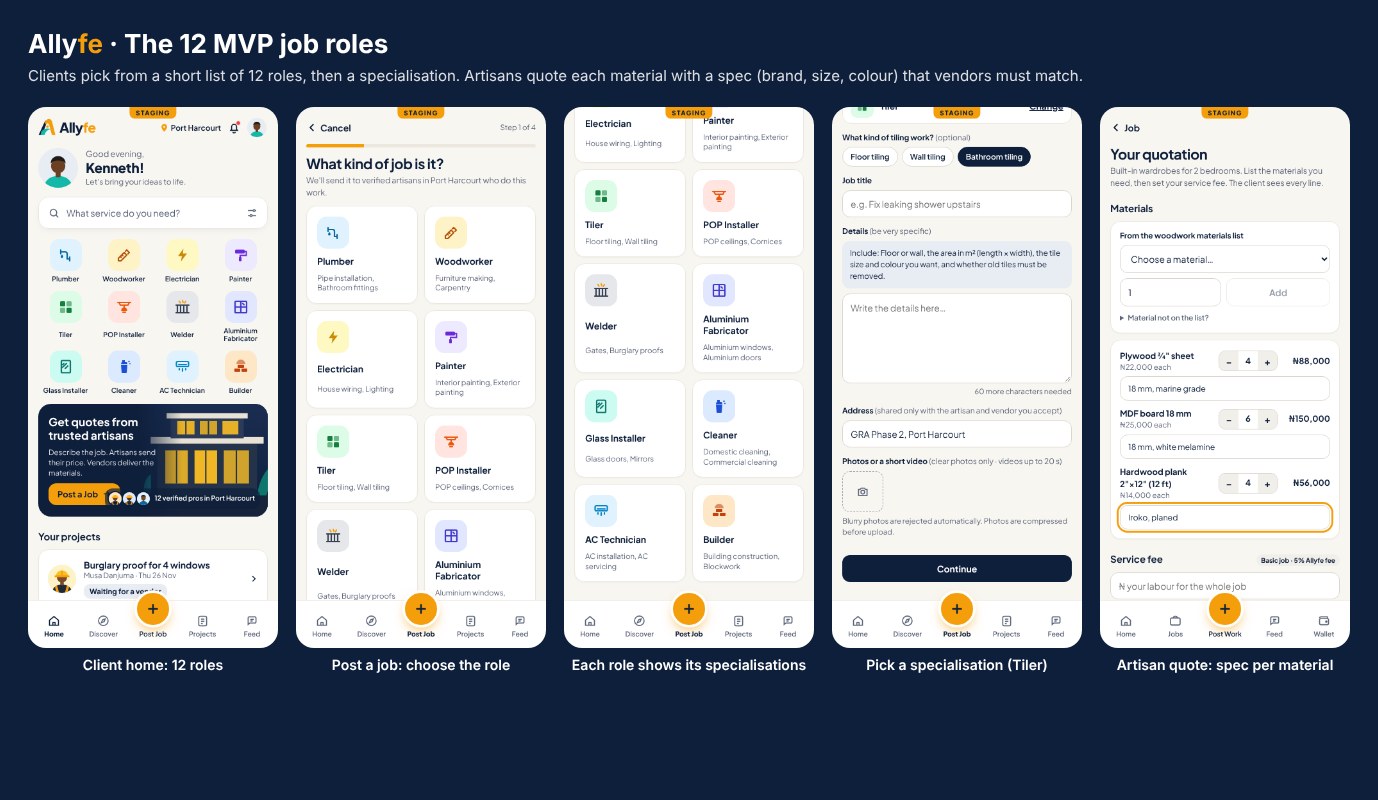 Allyfe · The 12 MVP job roles
Clients pick from a short list of 12 roles, then a specialisation. Artisans quote each material with a spec (brand, size, colour) that vendors must match.
STAGING
Allyfe
Port Harcourt
Good evening,
Kenneth!
Let's bring your ideas to life.
What service do you need?
Plumber
Woodworker
Electrician
Painter
Tiler
POP Installer
Welder
Aluminium
Fabricator
Glass Installer
Cleaner
AC Technician
Builder
Get quotes from
trusted artisans
Describe the job. Artisans send
their price. Vendors deliver the
materials.
Post a Job
12 verified pros in Port Harcourt
Your projects
Burglary proof for 4 windows
Musa Danjuma · Thu 26 Nov
Waiting for a vendor
Home
Discover
Post Job
Projects
Feed
Client home: 12 roles
STAGING
Cancel
Step 1 of 4
What kind of job is it?
We'll send it to verified artisans in Port Harcourt who do this
work.
Plumber
Pipe installation,
Bathroom fittings
Woodworker
Furniture making,
Carpentry
Electrician
House wiring, Lighting
Painter
Interior painting, Exterior
painting
Tiler
Floor tiling, Wall tiling
POP Installer
POP ceilings, Cornices
Welder
Gates, Burglary proofs
Aluminium
Fabricator
Aluminium windows,
Home
Discover
Post Job
Projects
Feed
Post a job: choose the role
STAGING
Electrician
House wiring, Lighting
Painter
Interior painting, Exterior
painting
Tiler
Floor tiling, Wall tiling
POP Installer
POP ceilings, Cornices
Welder
Gates, Burglary proofs
Aluminium
Fabricator
Aluminium windows,
Aluminium doors
Glass Installer
Glass doors, Mirrors
Cleaner
Domestic cleaning,
Commercial cleaning
AC Technician
AC installation, AC
servicing
Builder
Building construction,
Blockwork
Home
Discover
Post Job
Projects
Feed
Each role shows its specialisations
STAGING
Tiler
Change
What kind of tiling work? (optional)
Floor tiling
Wall tiling
Bathroom tiling
Job title
e.g. Fix leaking shower upstairs
Details (be very specific)
Include: Floor or wall, the area in m² (length × width), the tile
size and colour you want, and whether old tiles must be
removed.
Write the details here...
60 more characters needed
Address (shared only with the artisan and vendor you accept)
GRA Phase 2, Port Harcourt
Photos or a short video (clear photos only · videos up to 20 s)
Blurry photos are rejected automatically. Photos are compressed
before upload.
Continue
Home
Discover
Post Job
Projects
Feed
Pick a specialisation (Tiler)
STAGING
Job
Your quotation
Built-in wardrobes for 2 bedrooms. List the materials you
need, then set your service fee. The client sees every line.
Materials
From the woodwork materials list
Choose a material...
1
Add
Material not on the list?
Plywood ¾" sheet
₦22,000 each
− 4 +
₦88,000
18 mm, marine grade
MDF board 18 mm
₦25,000 each
− 6 +
₦150,000
18 mm, white melamine
Hardwood plank
2"×12" (12 ft)
₦14,000 each
− 4 +
₦56,000
Iroko, planed
Service fee
Basic job · 5% Allyfe fee
₦ your labour for the whole job
Home
Jobs
Post Work
Feed
Wallet
Artisan quote: spec per material